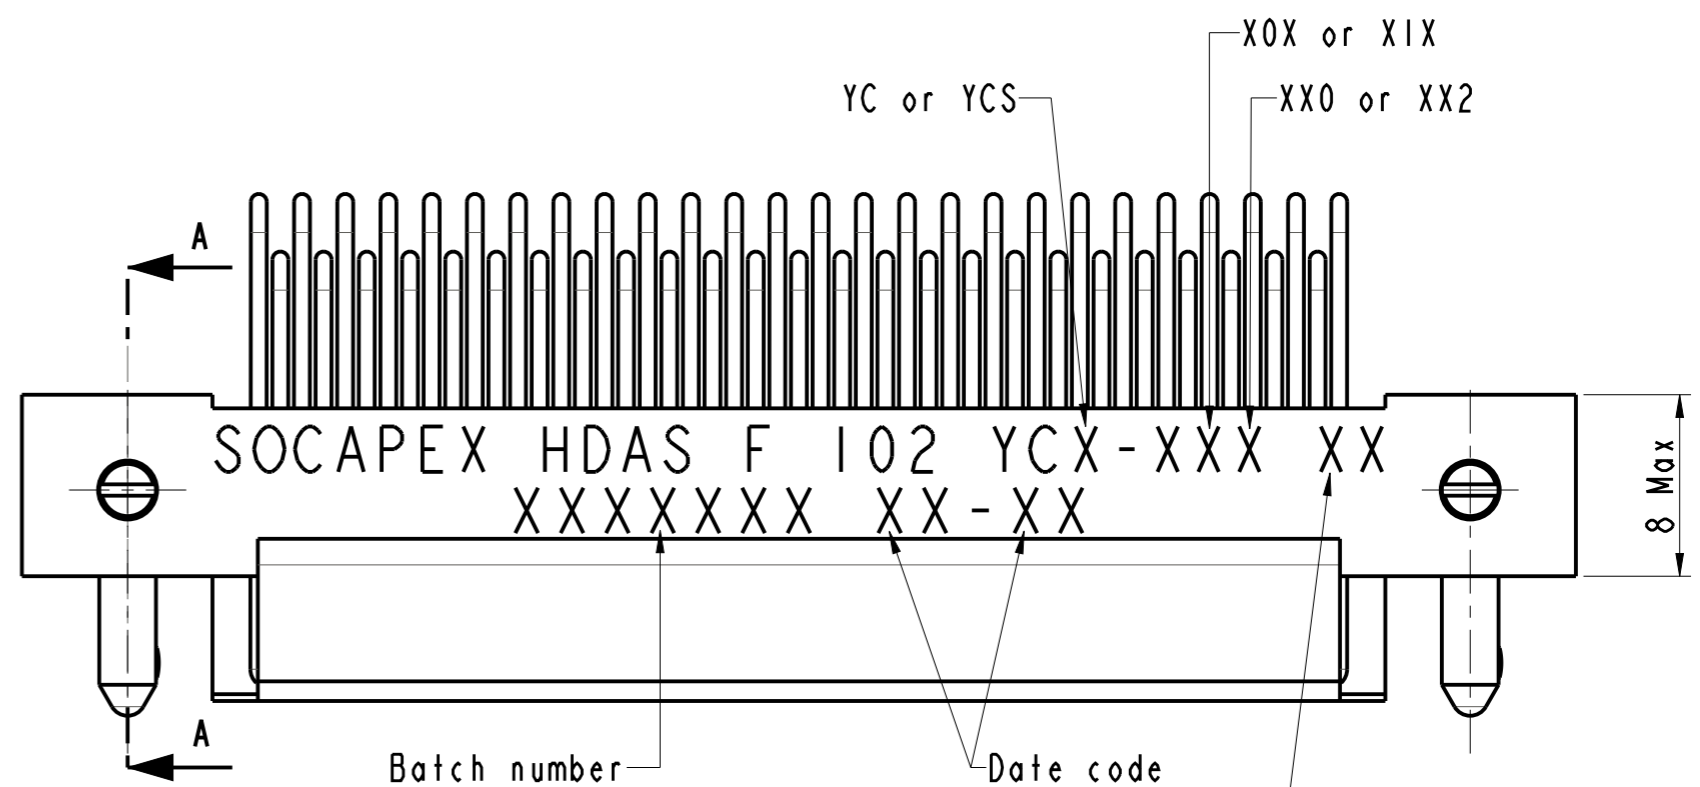 X0X or X1X
YC or YCS
XX0 or XX2
A
SOCAPEX HDAS F 102 YCX-XXX XX
XXXXXXX XX-XX
8 Max
A
Batch number
Date code